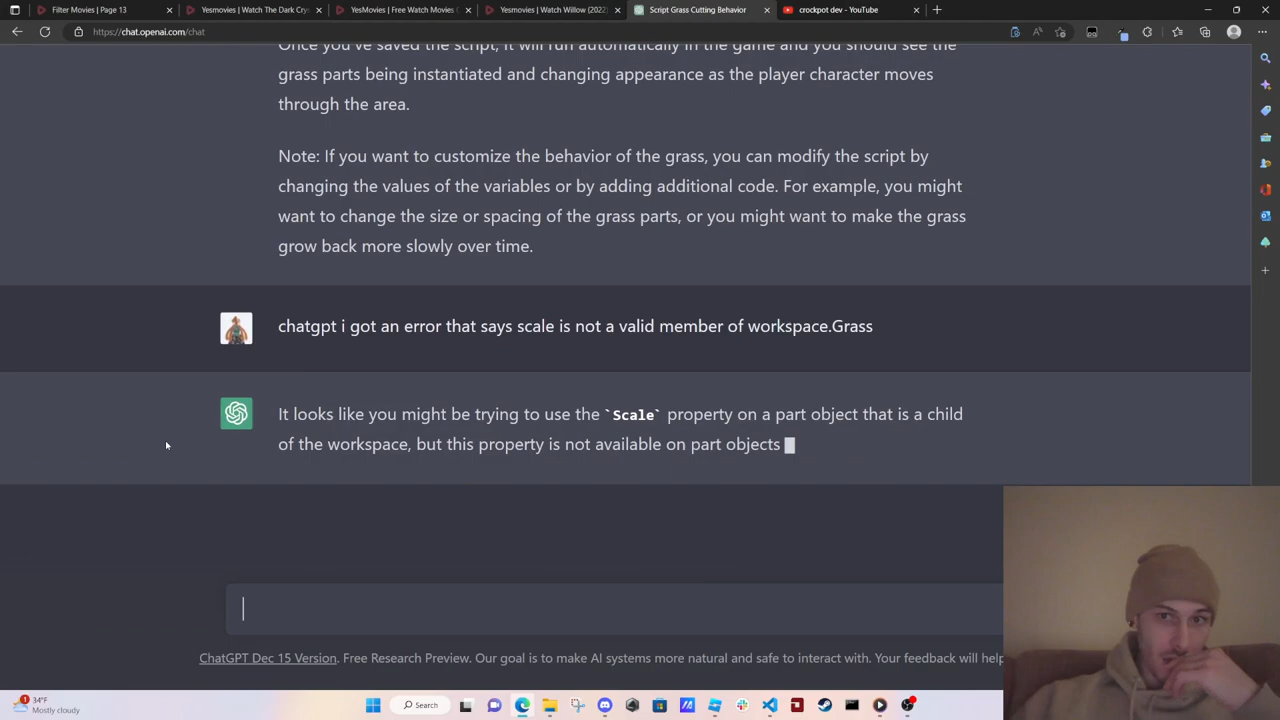 Filter Movies | Page 13
Yesmovies | Watch The Dark Crys
YesMovies | Free Watch Movies O
Yesmovies | Watch Willow (2022)
Script Grass Cutting Behavior
crockpot dev - YouTube
https://chat.openai.com/chat
Once you've saved the script, it will run automatically in the game and you should see the
grass parts being instantiated and changing appearance as the player character moves
through the area.
Note: If you want to customize the behavior of the grass, you can modify the script by
changing the values of the variables or by adding additional code. For example, you might
want to change the size or spacing of the grass parts, or you might want to make the grass
grow back more slowly over time.
chatgpt i got an error that says scale is not a valid member of workspace.Grass
It looks like you might be trying to use the `Scale` property on a part object that is a child
of the workspace, but this property is not available on part objects
ChatGPT Dec 15 Version. Free Research Preview. Our goal is to make AI systems more natural and safe to interact with. Your feedback will help
1
34°F
Mostly cloudy
Search